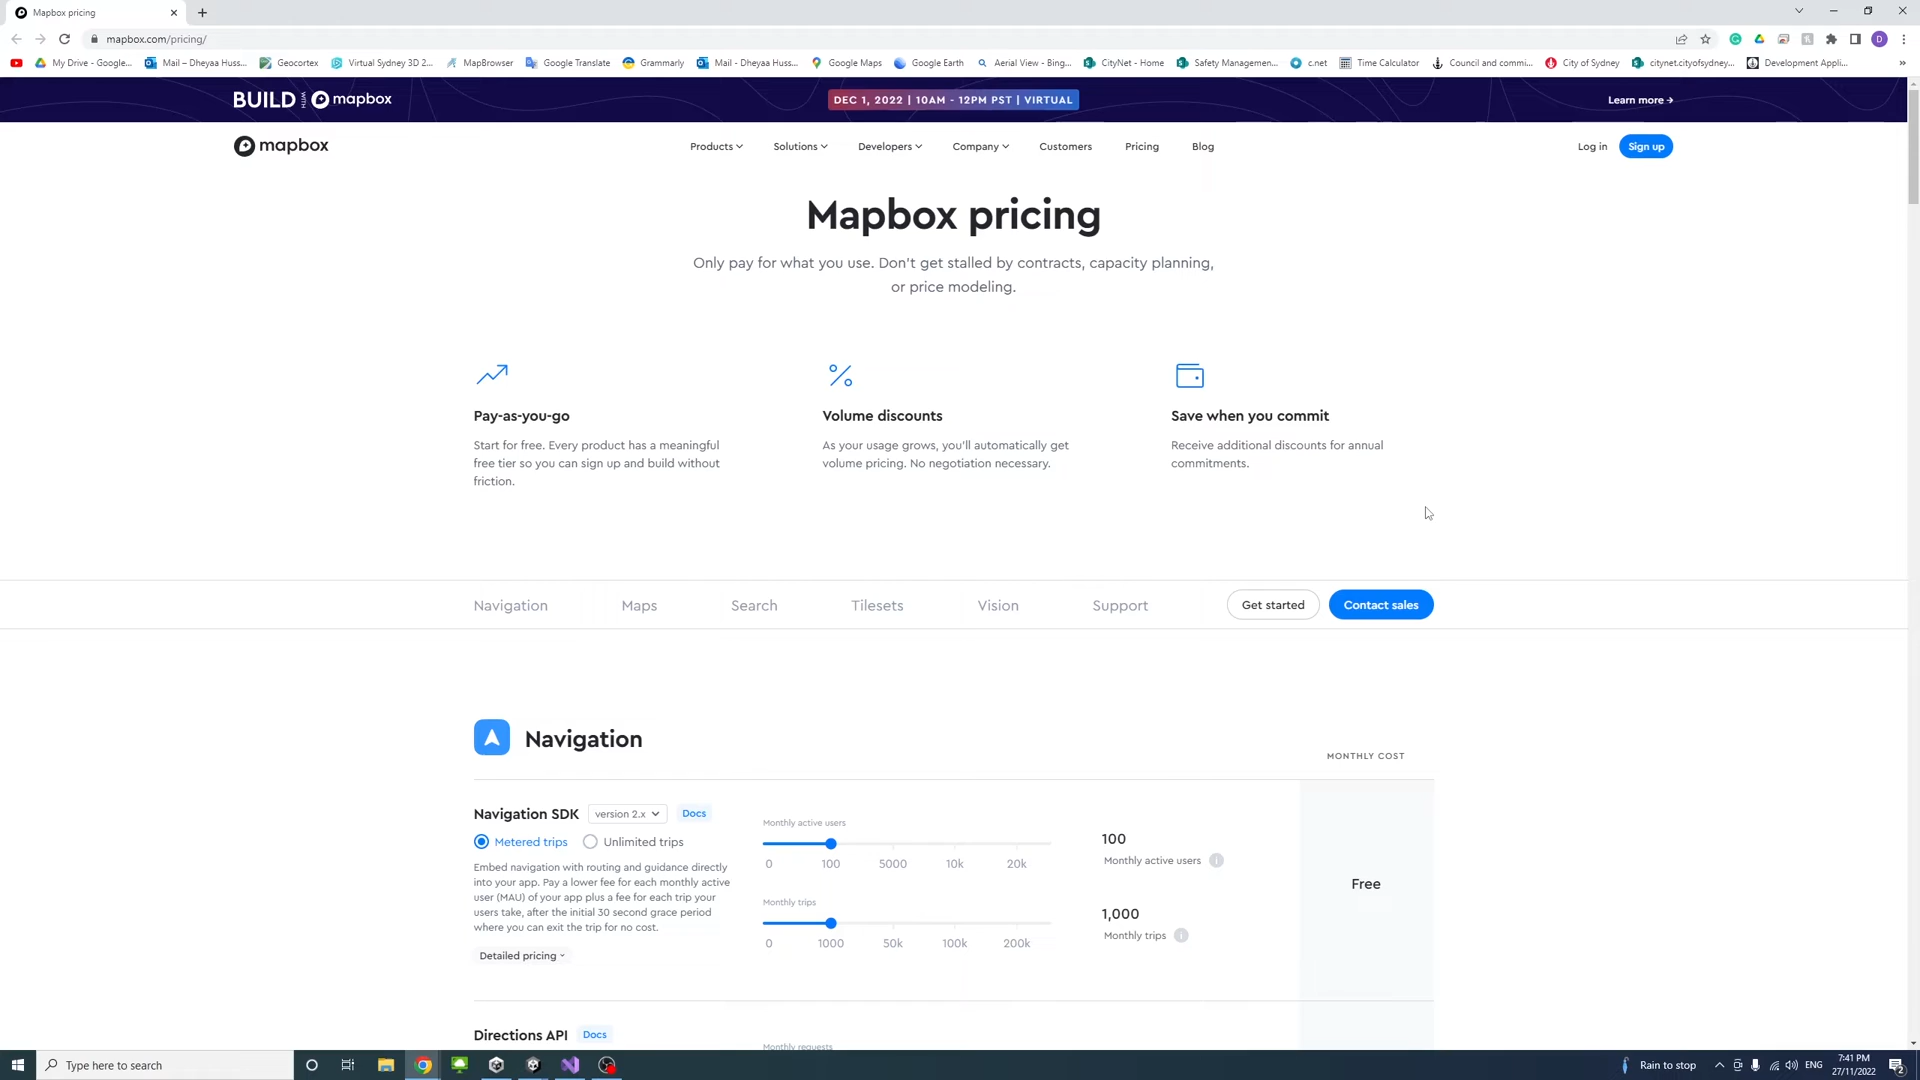 Mapbox pricing
mapbox.com/pricing/
My Drive - Google...
Mail – Dheyaa Huss...
Geocortex
Virtual Sydney 3D 2...
MapBrowser
Google Translate
Grammarly
Mail - Dheyaa Huss...
Google Maps
Google Earth
Aerial View - Bing...
CityNet - Home
Safety Managemen...
c.net
Time Calculator
Council and commi...
City of Sydney
citynet.cityofsydney...
Development Appli...
BUILD WITH mapbox
DEC 1, 2022 | 10AM - 12PM PST | VIRTUAL
Learn more →
mapbox
Products
Solutions
Developers
Company
Customers
Pricing
Blog
Log in
Sign up
Mapbox pricing
Only pay for what you use. Don't get stalled by contracts, capacity planning,
or price modeling.
Pay-as-you-go
Start for free. Every product has a meaningful
free tier so you can sign up and build without
friction.
Volume discounts
As your usage grows, you'll automatically get
volume pricing. No negotiation necessary.
Save when you commit
Receive additional discounts for annual
commitments.
Navigation
Maps
Search
Tilesets
Vision
Support
Get started
Contact sales
Navigation
MONTHLY COST
Navigation SDK
version 2.x
Docs
Metered trips
Unlimited trips
Embed navigation with routing and guidance directly
into your app. Pay a lower fee for each monthly active
user (MAU) of your app plus a fee for each trip your
users take, after the initial 30 second grace period
where you can exit the trip for no cost.
Detailed pricing
Monthly active users
0 100 5000 10k 20k
Monthly trips
0 1000 50k 100k 200k
100
Monthly active users
1,000
Monthly trips
Free
Directions API
Docs
Monthly requests
Type here to search
Rain to stop
ENG
7:41 PM
27/11/2022
2